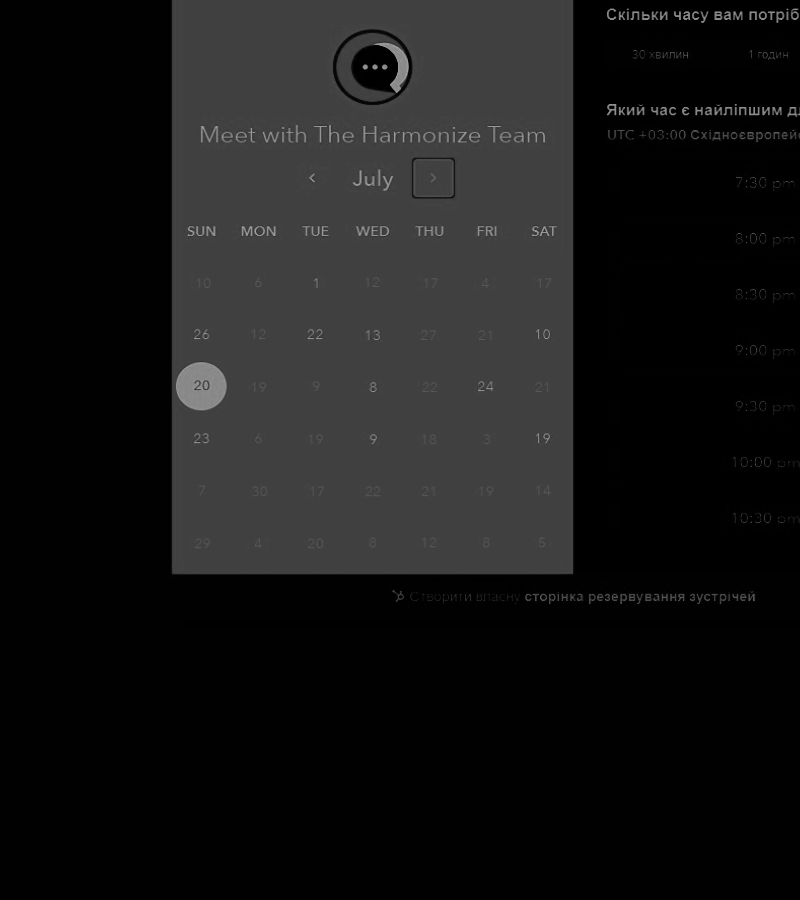 Meet with The Harmonize Team
July
SUN MON TUE WED THU FRI SAT
10 6 1 12 17 4 17
26 12 22 13 27 21 10
20 19 9 8 22 24 21
23 6 19 9 18 3 19
7 30 17 22 21 19 14
29 4 20 8 12 8 5
Скільки часу вам потріб
30 хвилин 1 годин
Який час є найліпшим
UTC +03:00 Східноєвропей
7:30 pm
8:00 pm
8:30 pm
9:00 pm
9:30 pm
10:00 pm
10:30 pm
Створити власну сторінка резервування зустрічей